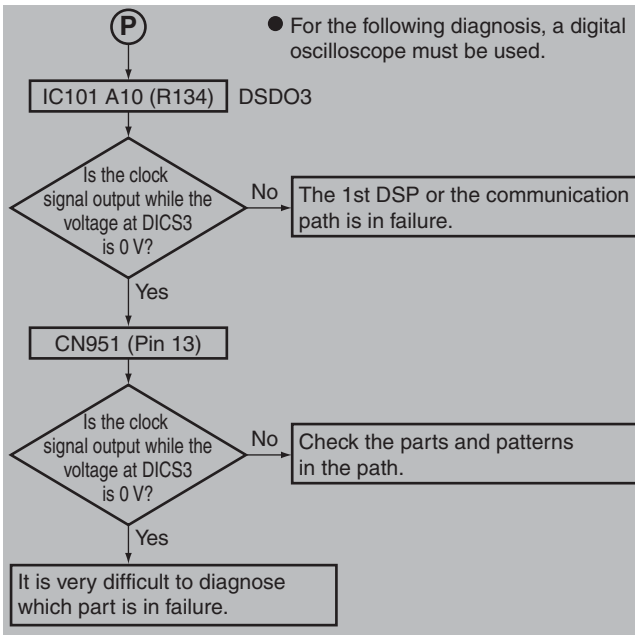 P
● For the following diagnosis, a digital
oscilloscope must be used.
IC101 A10 (R134) DSDO3
Is the clock
signal output while the
voltage at DICS3
is 0 V?
No
The 1st DSP or the communication
path is in failure.
Yes
CN951 (Pin 13)
Is the clock
signal output while the
voltage at DICS3
is 0 V?
No
Check the parts and patterns
in the path.
Yes
It is very difficult to diagnose
which part is in failure.